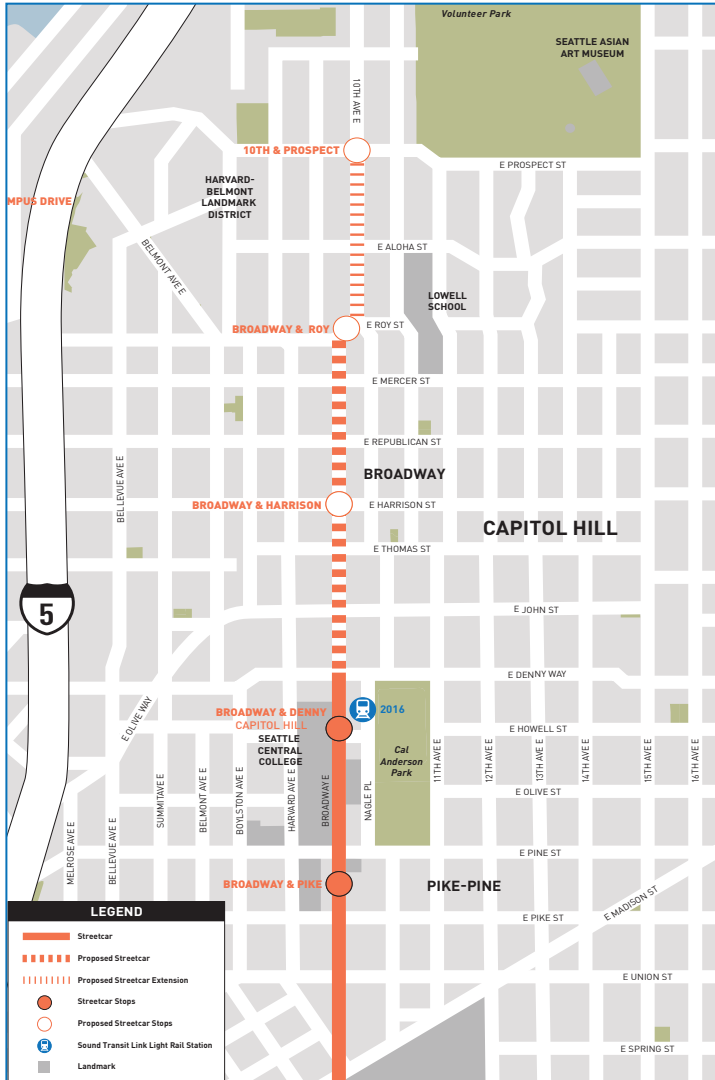 Volunteer Park
SEATTLE ASIAN
ART MUSEUM
10TH AVE E
10TH & PROSPECT
E PROSPECT ST
HARVARD-
BELMONT
LANDMARK
DISTRICT
MPUS DRIVE
BELMONT AVE E
E ALOHA ST
LOWELL
SCHOOL
BROADWAY & ROY
E ROY ST
E MERCER ST
E REPUBLICAN ST
BROADWAY
BELLEVUE AVE E
BROADWAY & HARRISON
E HARRISON ST
CAPITOL HILL
E THOMAS ST
5
E JOHN ST
E DENNY WAY
E OLIVE WAY
BROADWAY & DENNY
CAPITOL HILL
2016
SEATTLE
CENTRAL
COLLEGE
E HOWELL ST
Cal
Anderson
Park
11TH AVE E
12TH AVE E
13TH AVE E
14TH AVE E
15TH AVE E
16TH AVE E
MELROSE AVE E
BELLEVUE AVE E
SUMMIT AVE E
BELMONT AVE E
BOYLSTON AVE E
HARVARD AVE E
BROADWAY E
NAGLE PL
E OLIVE ST
E PINE ST
BROADWAY & PIKE
PIKE-PINE
E MADISON ST
E PIKE ST
E UNION ST
E SPRING ST
LEGEND
Streetcar
Proposed Streetcar
Proposed Streetcar Extension
Streetcar Stops
Proposed Streetcar Stops
Sound Transit Link Light Rail Station
Landmark